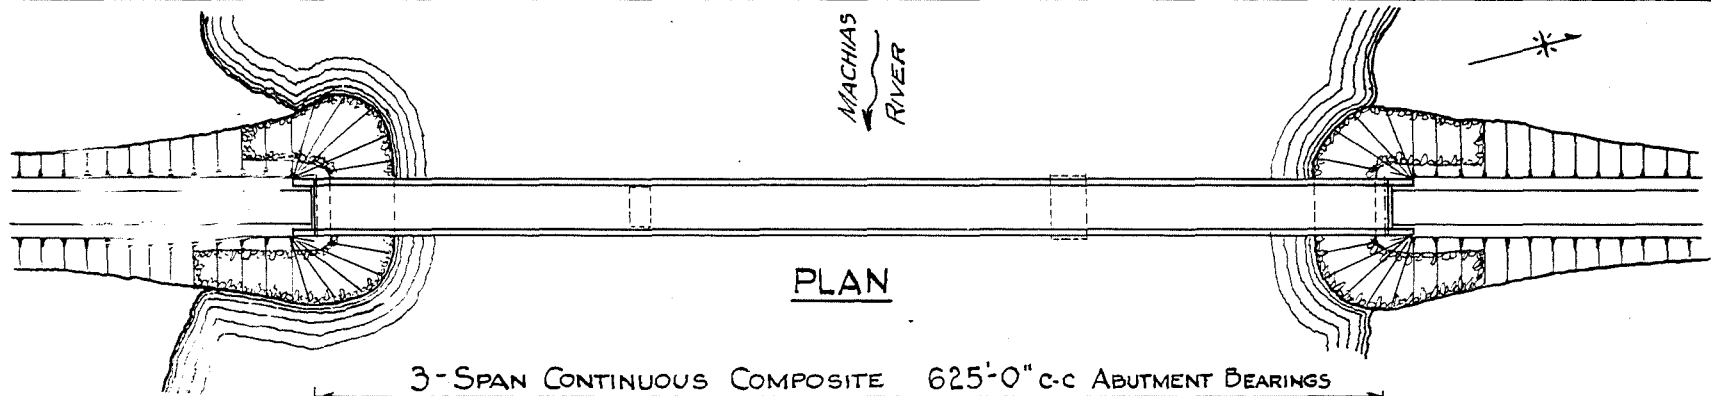 MACHIAS
RIVER
PLAN
3-SPAN CONTINUOUS COMPOSITE 625'-0" C-C ABUTMENT BEARINGS